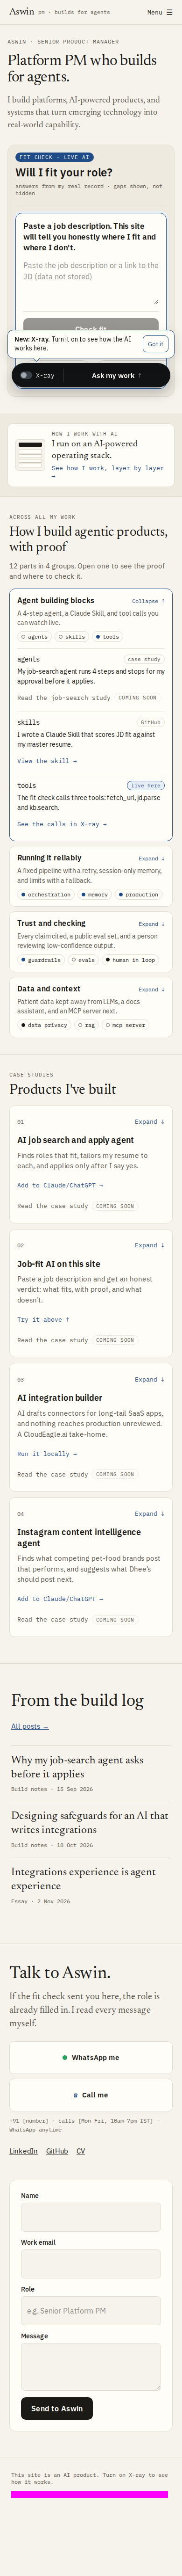 Aswin pm · builds for agents Menu ☰
ASWIN · SENIOR PRODUCT MANAGER
Platform PM who builds
for agents.
I build platforms, AI-powered products, and
systems that turn emerging technology into
real-world capability.
FIT CHECK · LIVE AI
Will I fit your role?
answers from my real record · gaps shown, not
hidden
Paste a job description. This site
will tell you honestly where I fit and
where I don't.
Paste the job description or a link to the
JD (data not stored)
Check fit
New: X-ray. Turn it on to see how the AI
works here.
Got it
X-ray
Ask my work ↑
HOW I WORK WITH AI
I run on an AI-powered
operating stack.
See how I work, layer by layer
→
ACROSS ALL MY WORK
How I build agentic products,
with proof
12 parts in 4 groups. Open one to see the proof
and where to check it.
Agent building blocks Collapse ↑
A 4-step agent, a Claude Skill, and tool calls you
can watch live.
agents skills tools
agents case study
My job-search agent runs 4 steps and stops for my
approval before it applies.
Read the job-search study COMING SOON
skills GitHub
I wrote a Claude Skill that scores JD fit against
my master resume.
View the skill →
tools live here
The fit check calls three tools: fetch_url, jd.parse
and kb.search.
See the calls in X-ray →
Running it reliably Expand ↓
A fixed pipeline with a retry, session-only memory,
and limits with a fallback.
orchestration memory production
Trust and checking Expand ↓
Every claim cited, a public eval set, and a person
reviewing low-confidence output.
guardrails evals human in loop
Data and context Expand ↓
Patient data kept away from LLMs, a docs
assistant, and an MCP server next.
data privacy rag mcp server
CASE STUDIES
Products I've built
01 Expand ↓
AI job search and apply agent
Finds roles that fit, tailors my resume to
each, and applies only after I say yes.
Add to Claude/ChatGPT →
Read the case study COMING SOON
02 Expand ↓
Job-fit AI on this site
Paste a job description and get an honest
verdict: what fits, with proof, and what
doesn't.
Try it above ↑
Read the case study COMING SOON
03 Expand ↓
AI integration builder
AI drafts connectors for long-tail SaaS apps,
and nothing reaches production unreviewed.
A CloudEagle.ai take-home.
Run it locally →
Read the case study COMING SOON
04 Expand ↓
Instagram content intelligence
agent
Finds what competing pet-food brands post
that performs, and suggests what Dhee's
should post next.
Add to Claude/ChatGPT →
Read the case study COMING SOON
From the build log
All posts →
Why my job-search agent asks
before it applies
Build notes · 15 Sep 2026
Designing safeguards for an AI that
writes integrations
Build notes · 10 Oct 2026
Integrations experience is agent
experience
Essay · 2 Nov 2026
Talk to Aswin.
If the fit check sent you here, the role is
already filled in. I read every message
myself.
WhatsApp me
Call me
+91 [number] · calls [Mon–Fri, 10am–7pm IST] ·
WhatsApp anytime
LinkedIn GitHub CV
Name
Work email
Role
e.g. Senior Platform PM
Message
Send to Aswin
This site is an AI product. Turn on X-ray to see
how it works.